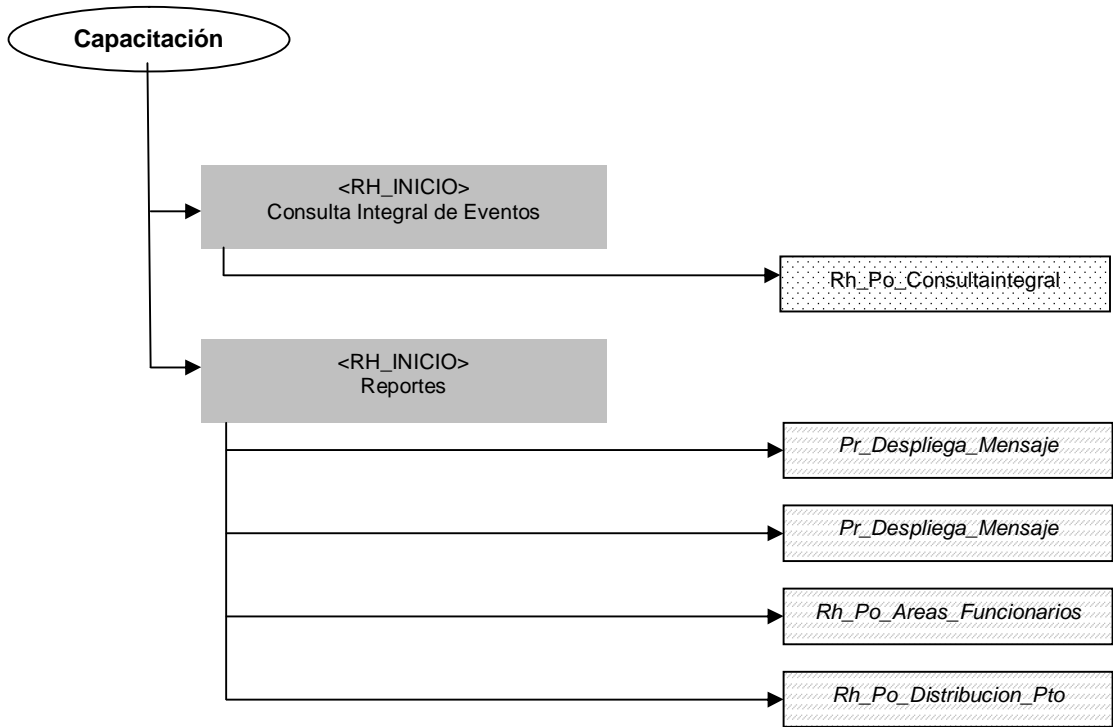 Capacitación
<RH_INICIO>
Consulta Integral de Eventos
Rh_Po_Consultaintegral
<RH_INICIO>
Reportes
Pr_Despliega_Mensaje
Pr_Despliega_Mensaje
Rh_Po_Areas_Funcionarios
Rh_Po_Distribucion_Pto